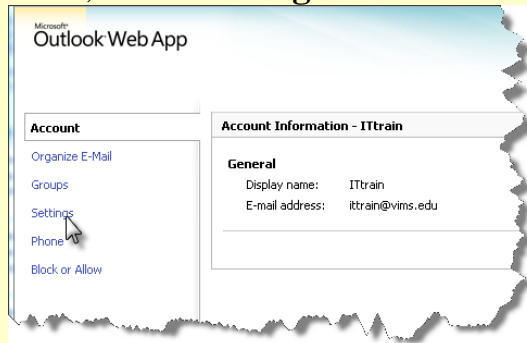 Microsoft®
Outlook Web App
Account
Account Information - ITtrain
Organize E-Mail
General
Groups
Display name: ITtrain
Settings
E-mail address: ittrain@vims.edu
Phone
Block or Allow